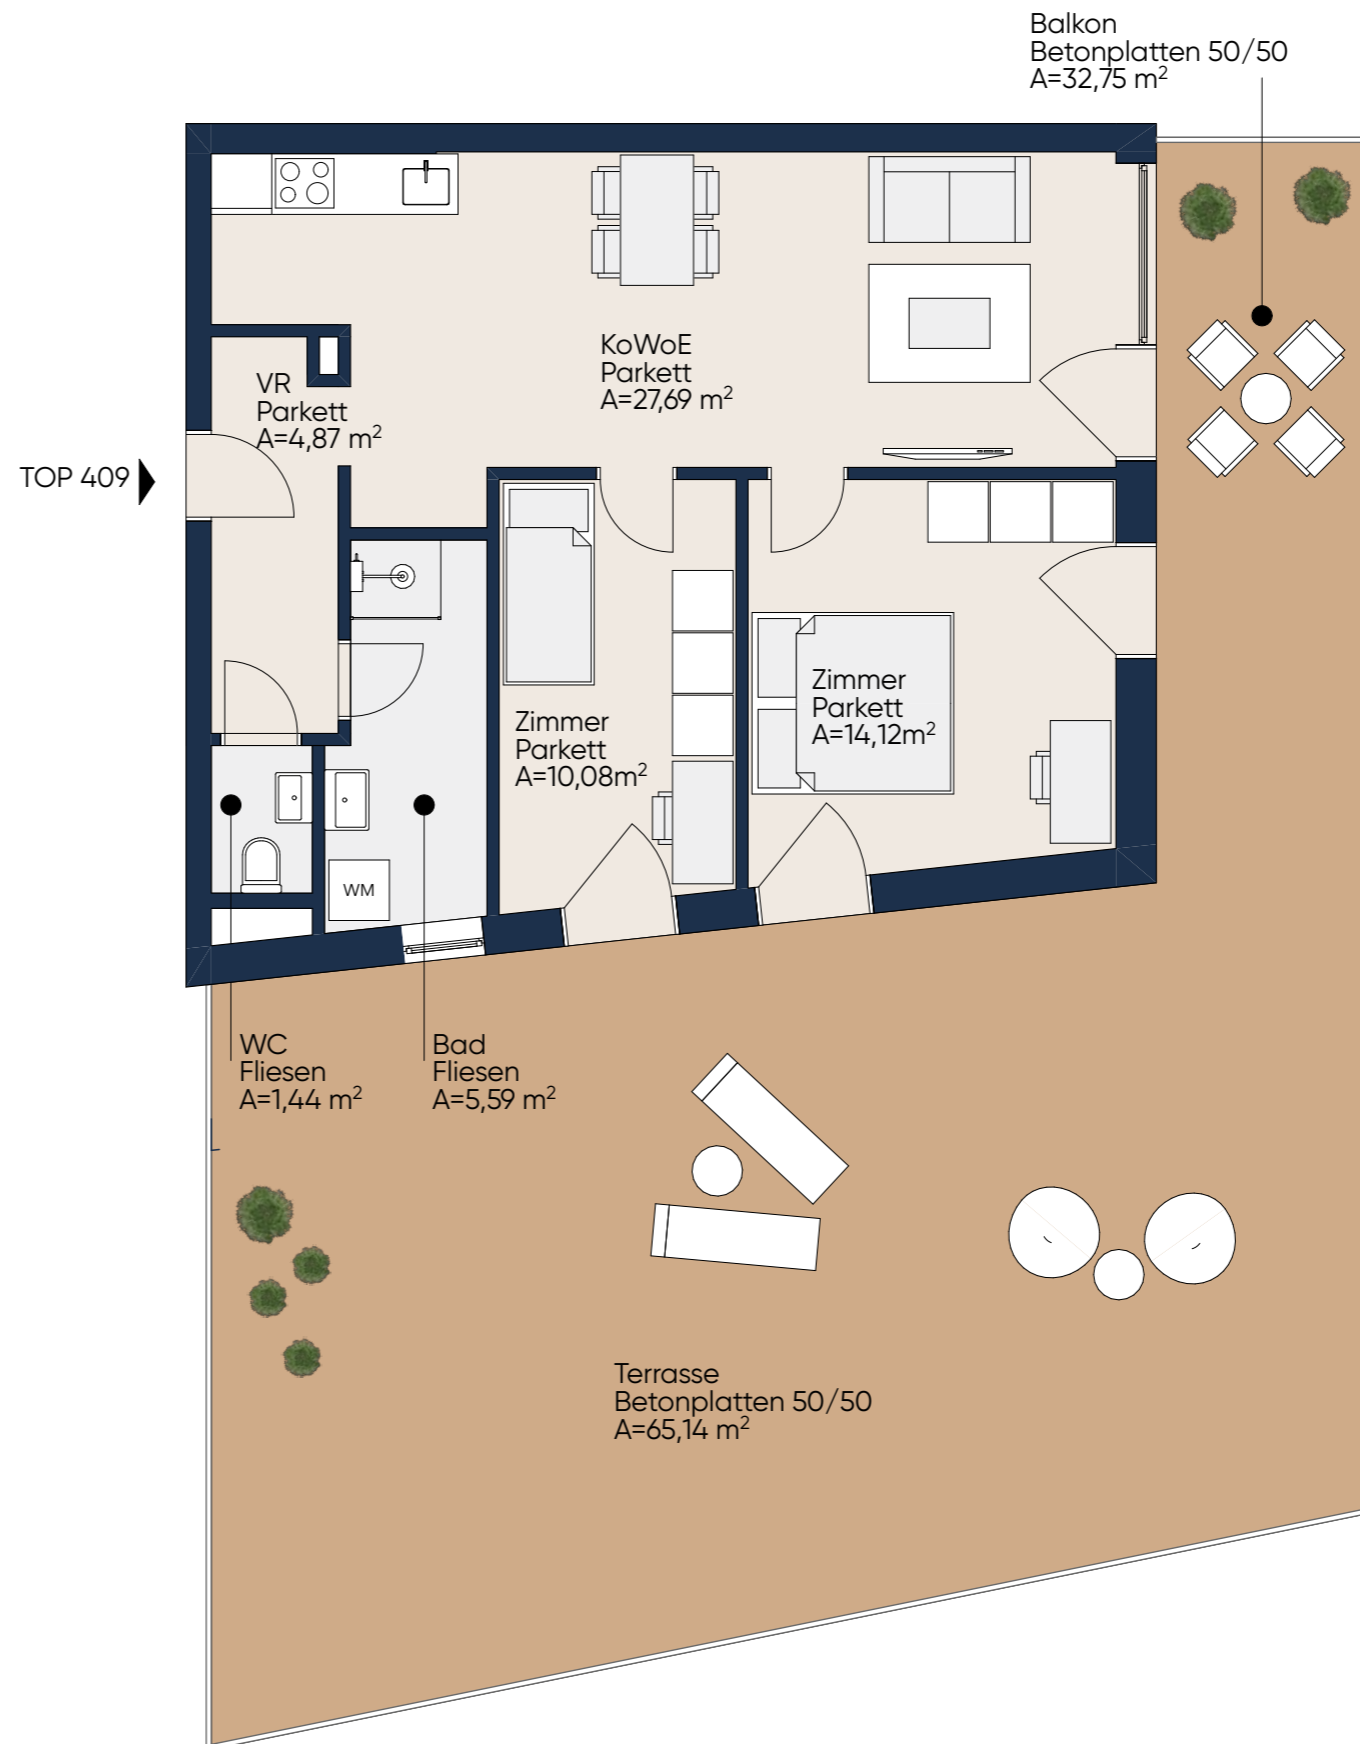 Balkon
Betonplatten 50/50
A=32,75 m²
KoWoE
Parkett
A=27,69 m²
VR
Parkett
A=4,87 m²
TOP 409
Zimmer
Parkett
A=14,12m²
Zimmer
Parkett
A=10,08m²
WM
WC
Fliesen
A=1,44 m²
Bad
Fliesen
A=5,59 m²
Terrasse
Betonplatten 50/50
A=65,14 m²